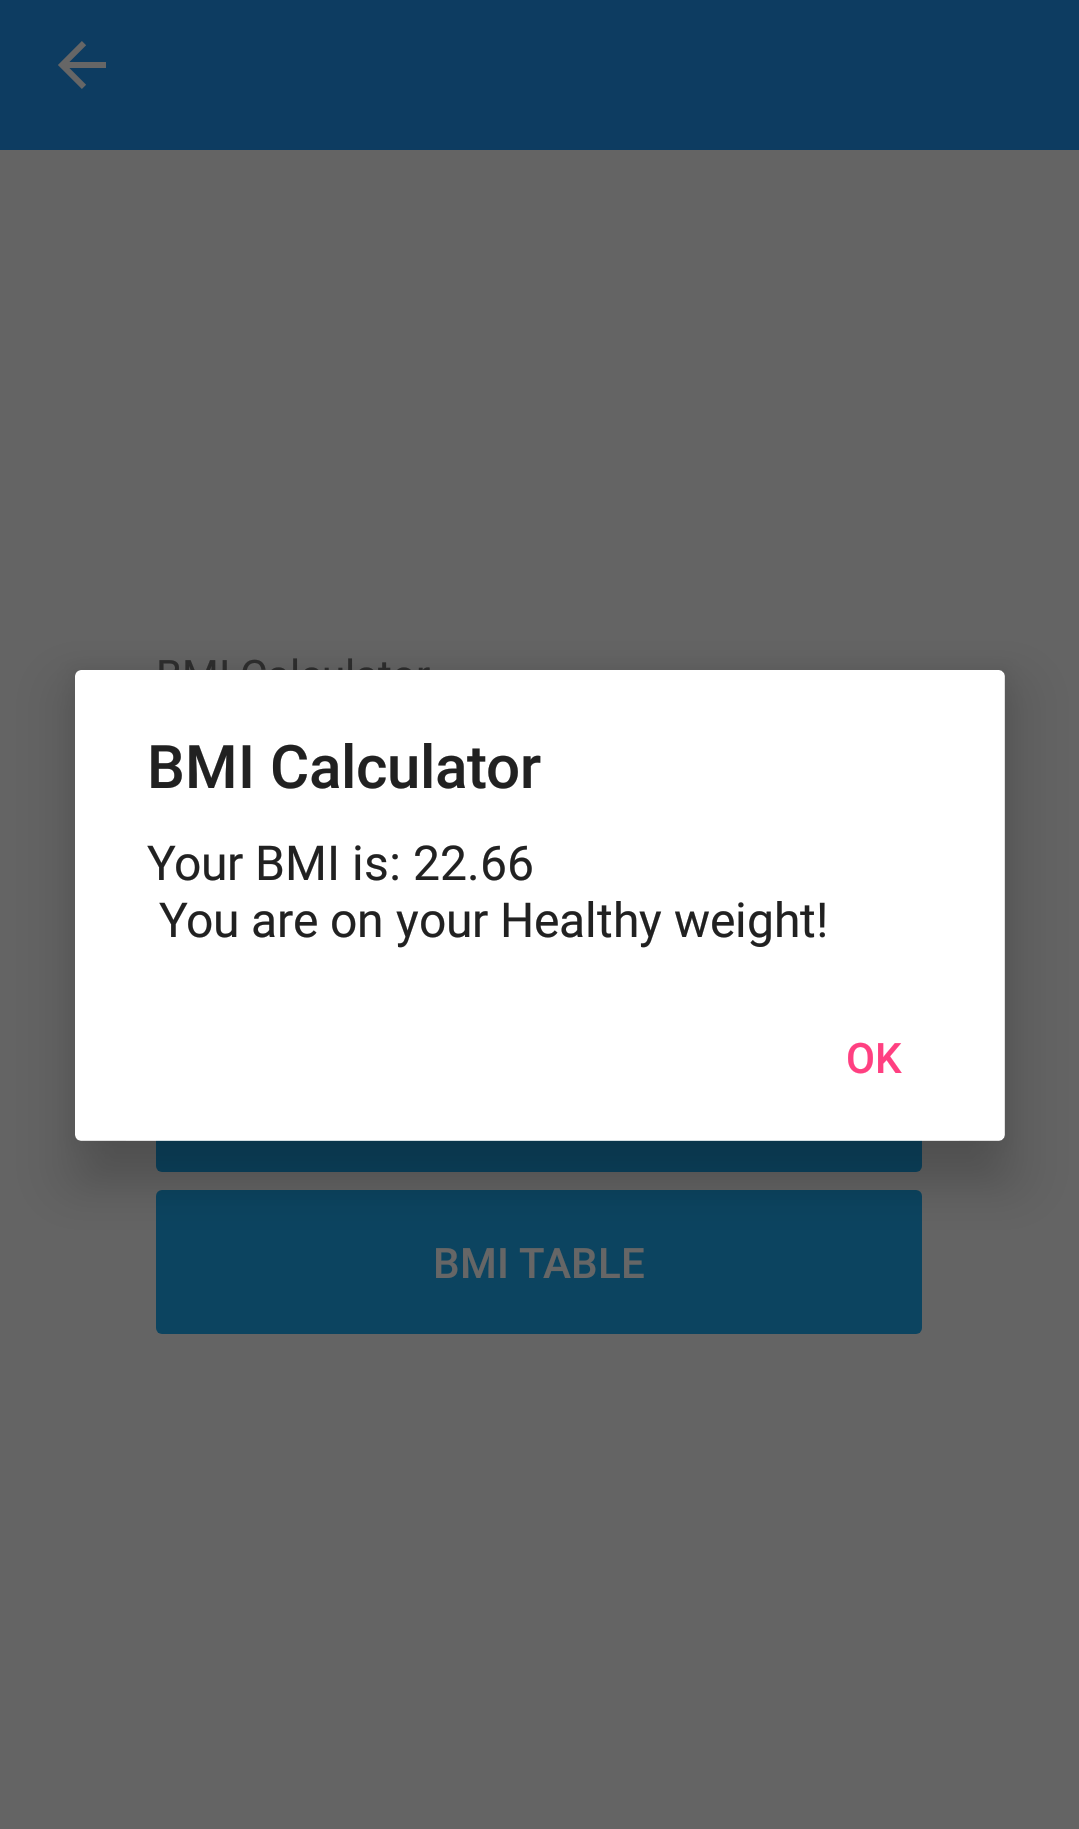 BMI Calculator
BMI Calculator
Your BMI is: 22.66
You are on your Healthy weight!
OK
BMI TABLE